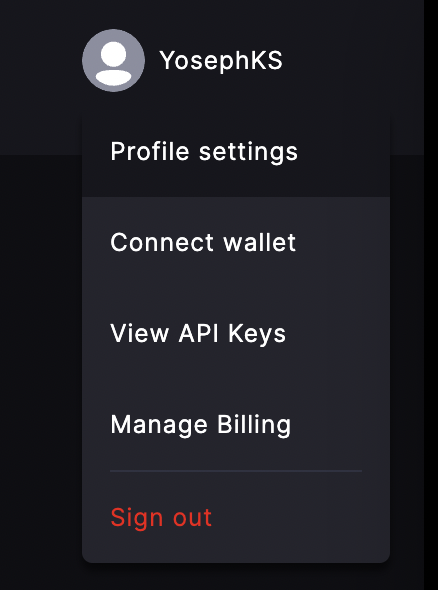 YosephKS
Profile settings
Connect wallet
View API Keys
Manage Billing
Sign out